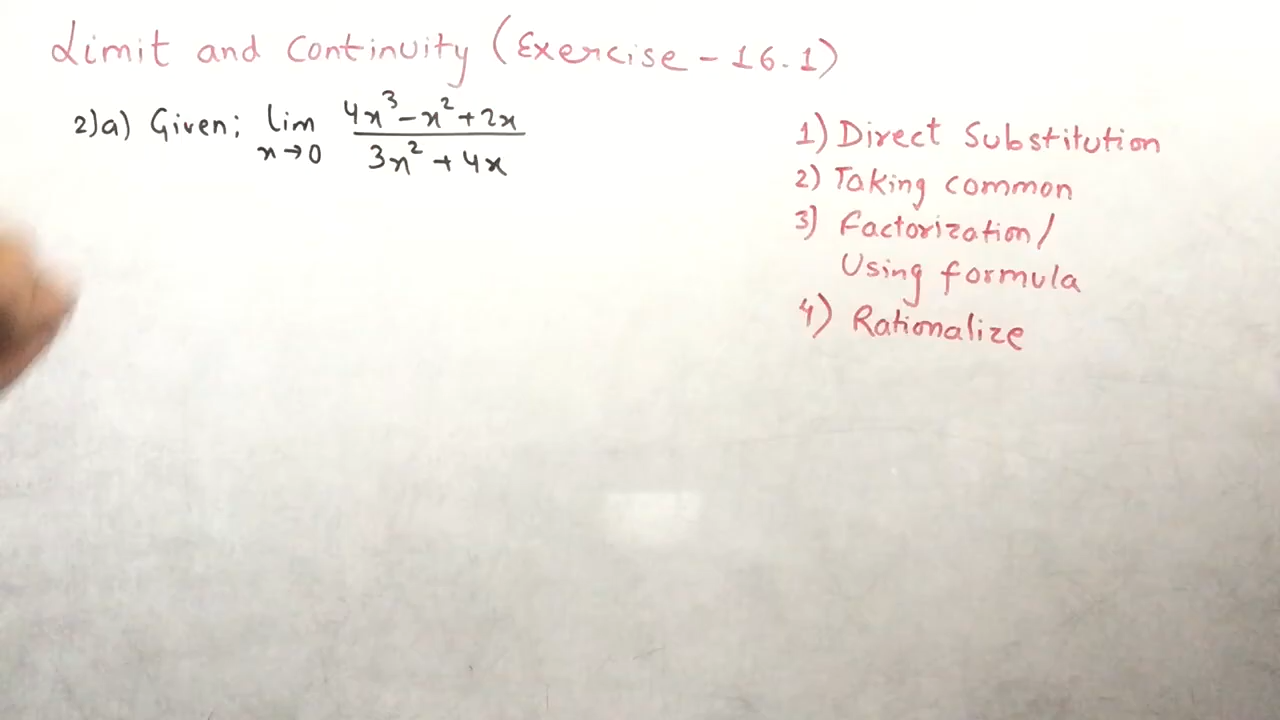 Limit and Continuity (Exercise - 16.1)
2)a) Given; lim x→0 (4x³ - x² + 2x)/(3x² + 4x)
1) Direct Substitution
2) Taking common
3) Factorization/
Using formula
4) Rationalize